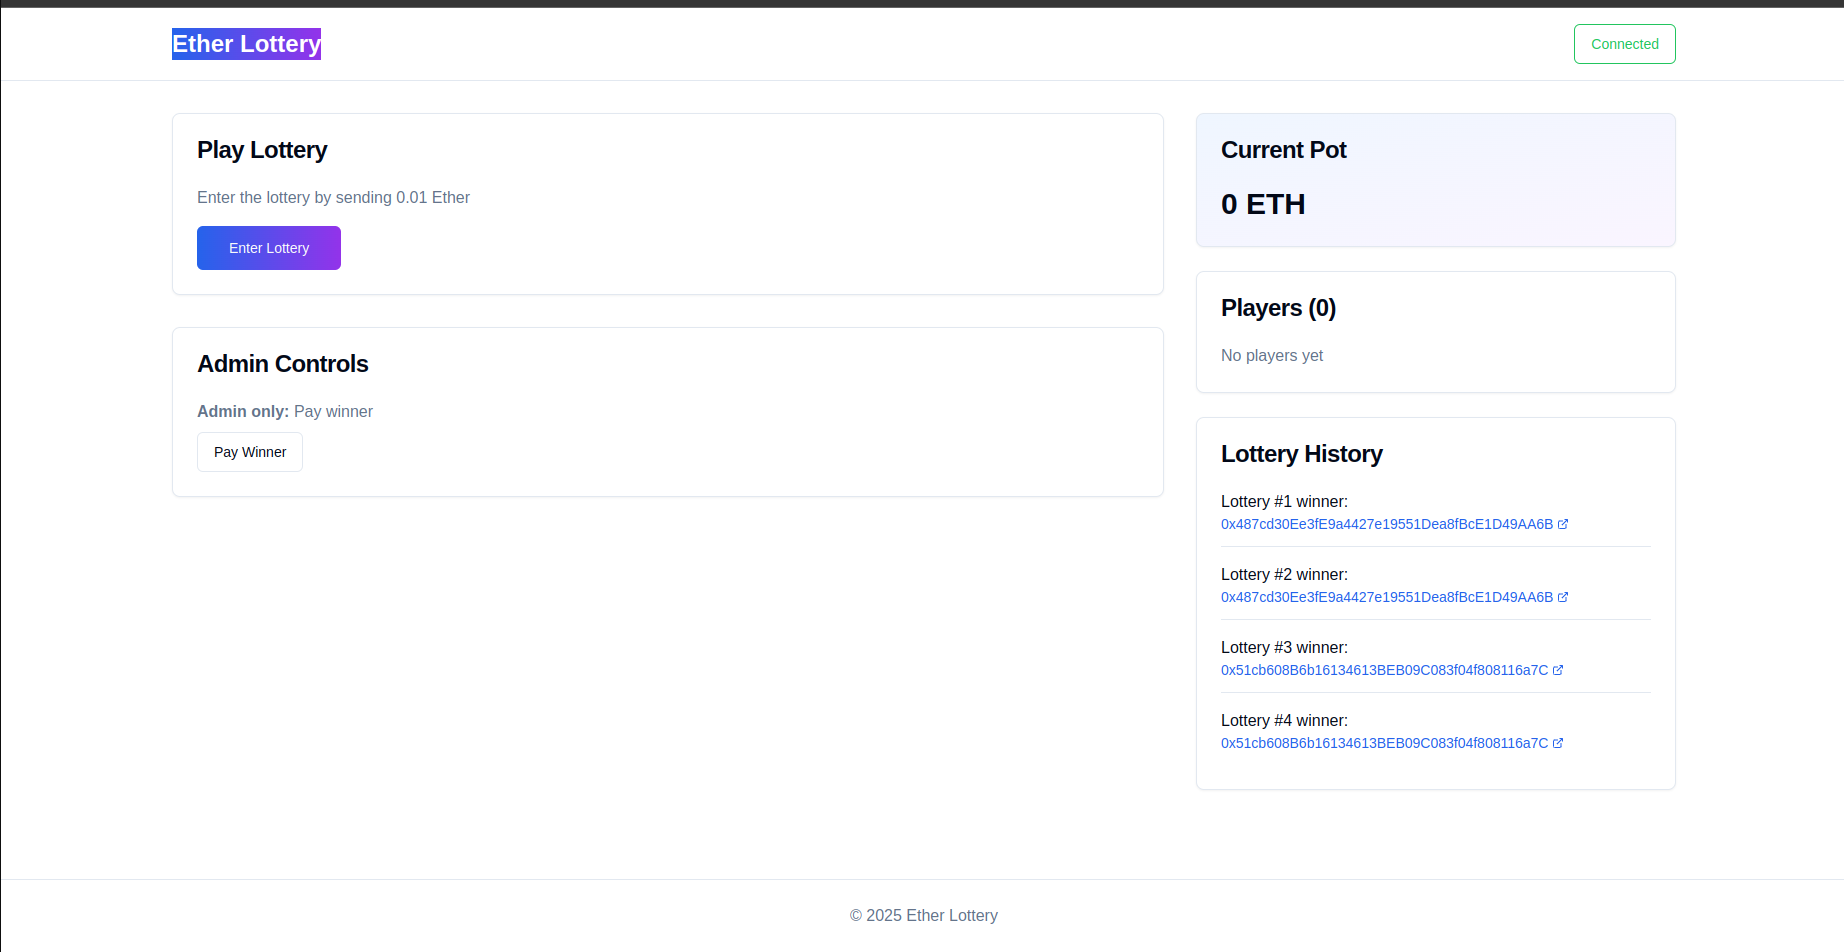 Ether Lottery
Connected
Play Lottery
Enter the lottery by sending 0.01 Ether
Enter Lottery
Admin Controls
Admin only: Pay winner
Pay Winner
Current Pot
0 ETH
Players (0)
No players yet
Lottery History
Lottery #1 winner:
0x487cd30Ee3fE9a4427e19551Dea8fBcE1D49AA6B
Lottery #2 winner:
0x487cd30Ee3fE9a4427e19551Dea8fBcE1D49AA6B
Lottery #3 winner:
0x51cb608B6b16134613BEB09C083f04f808116a7C
Lottery #4 winner:
0x51cb608B6b16134613BEB09C083f04f808116a7C
© 2025 Ether Lottery